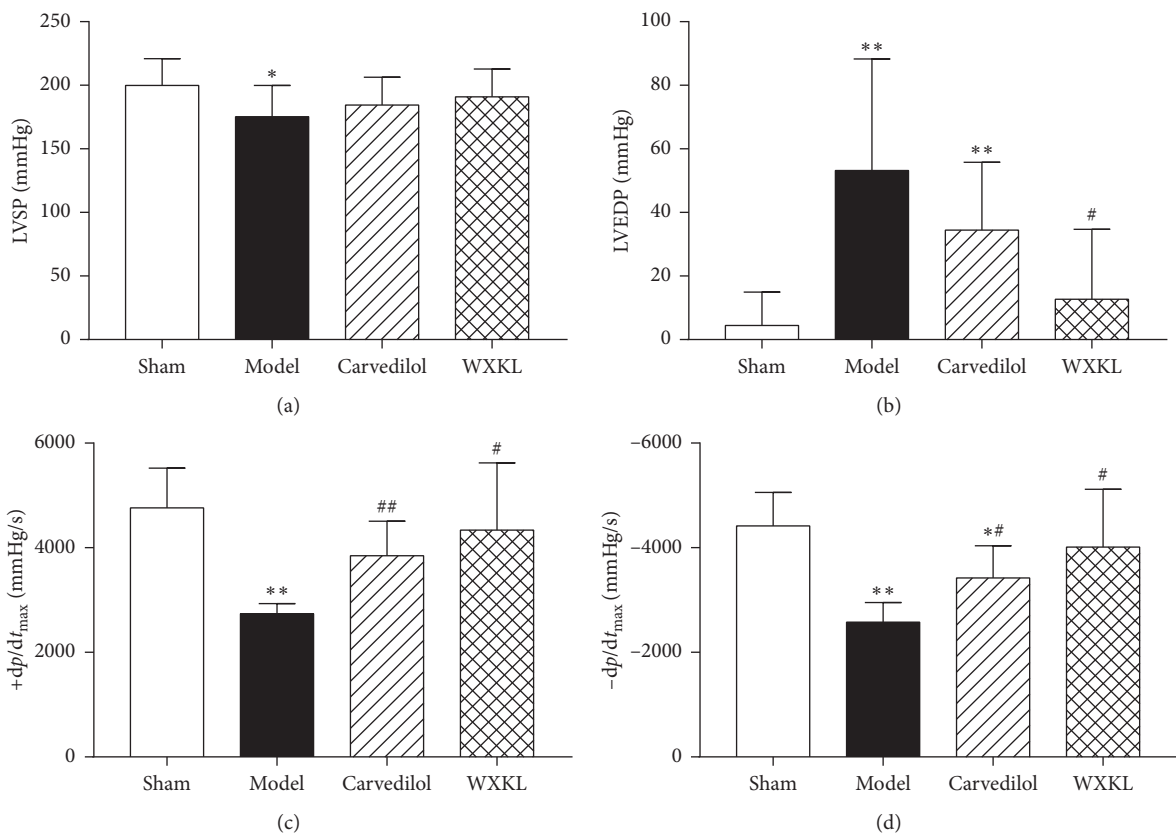 LVSP (mmHg)
250
200
150
100
50
0
*
Sham Model Carvedilol WXKL
(a)
LVEDP (mmHg)
100
80
60
40
20
0
** ** #
Sham Model Carvedilol WXKL
(b)
+dp/dtmax (mmHg/s)
6000
4000
2000
0
** ## #
Sham Model Carvedilol WXKL
(c)
−dp/dtmax (mmHg/s)
−6000
−4000
−2000
0
** *# #
Sham Model Carvedilol WXKL
(d)